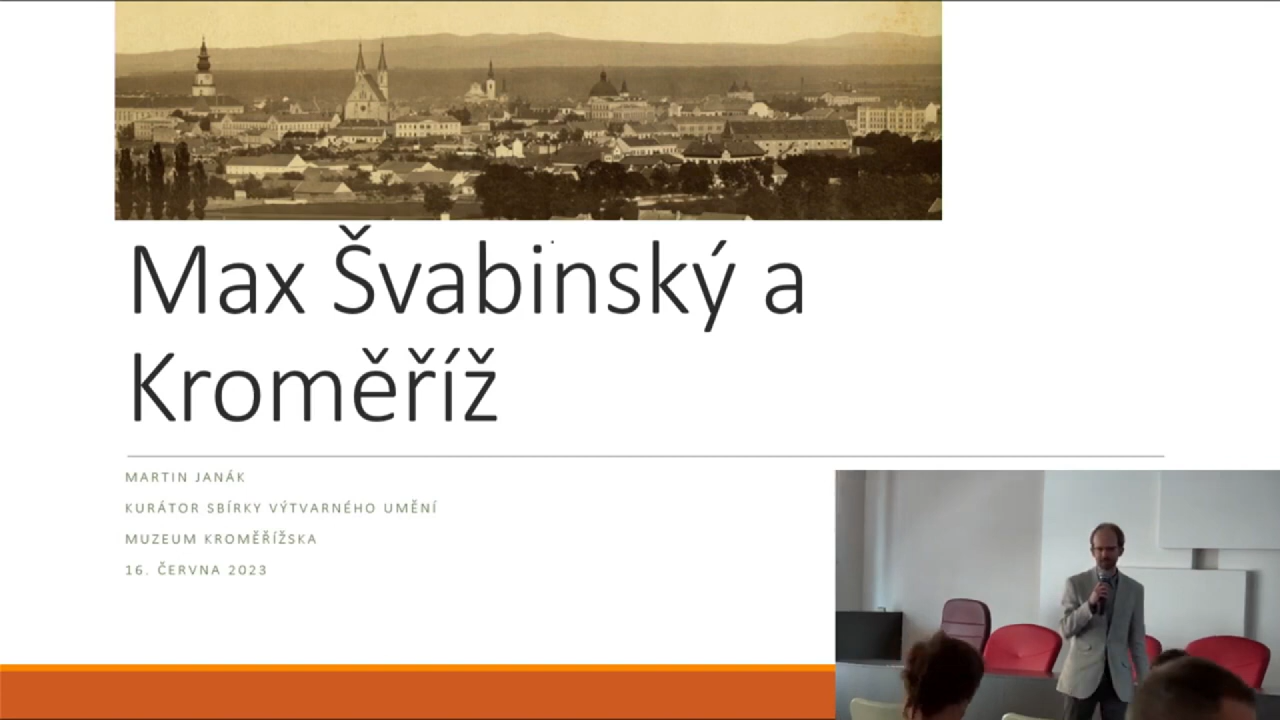 Max Švabinský a
Kroměříž
MARTIN JANÁK
KURÁTOR SBÍRKY VÝTVARNÉHO UMĚNÍ
MUZEUM KROMĚŘÍŽSKA
16. ČERVNA 2023